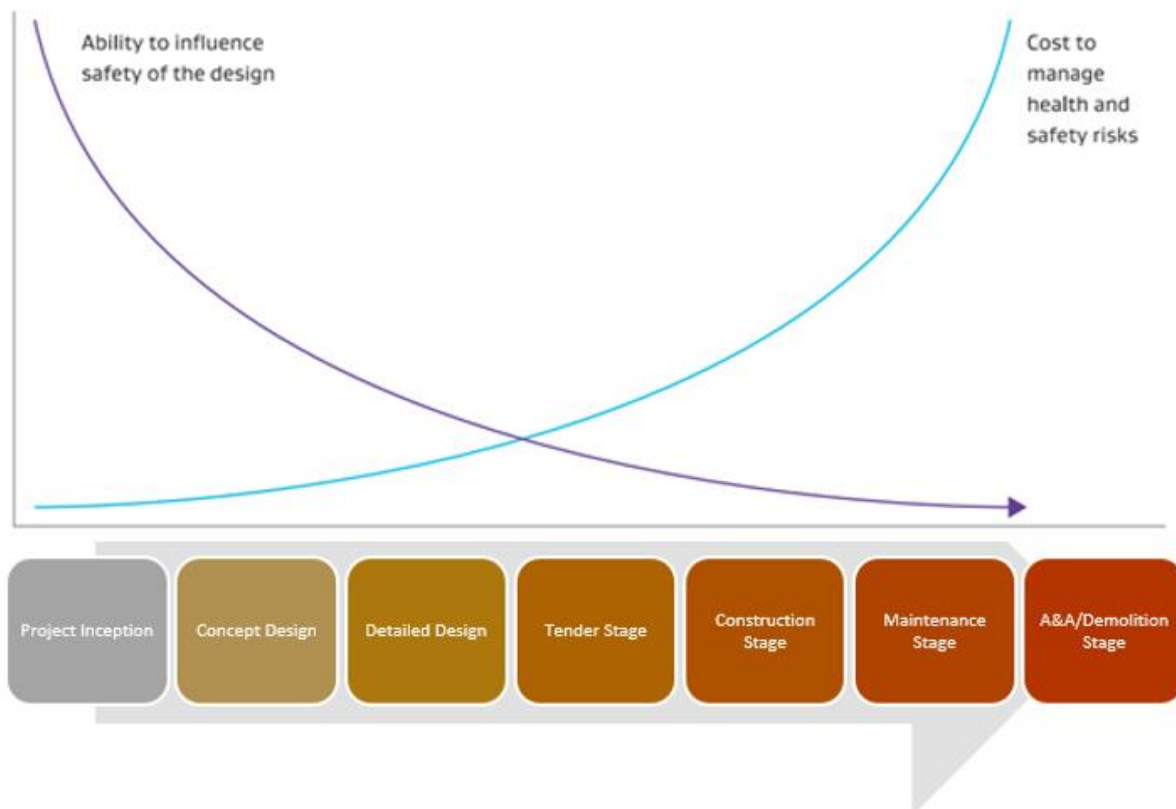 Ability to influence
safety of the design
Cost to
manage
health and
safety risks
Project Inception
Concept Design
Detailed Design
Tender Stage
Construction
Stage
Maintenance
Stage
A&A/Demolition
Stage